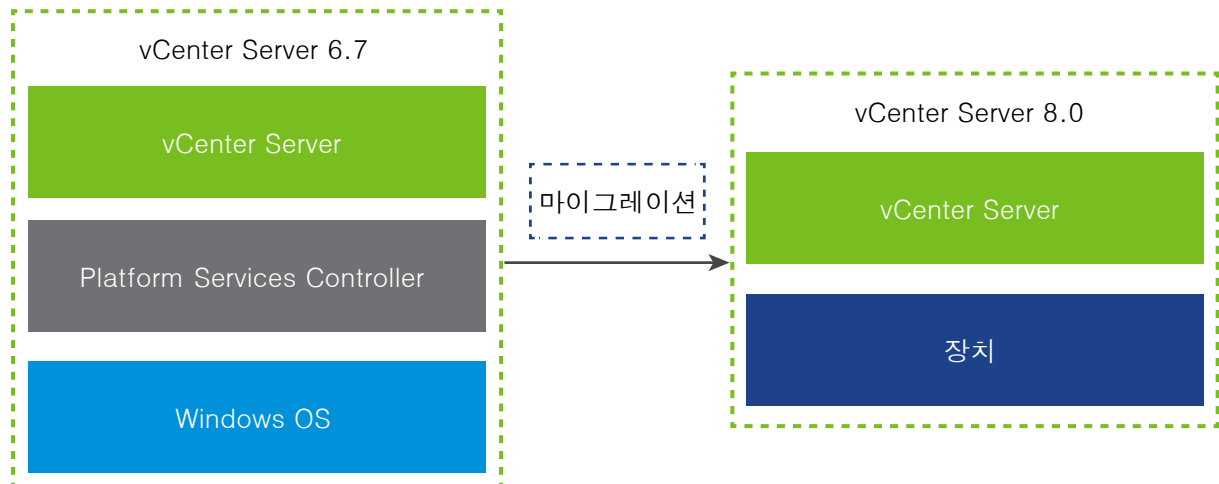 vCenter Server 6.7
vCenter Server
Platform Services Controller
Windows OS
마이그레이션
vCenter Server 8.0
vCenter Server
장치